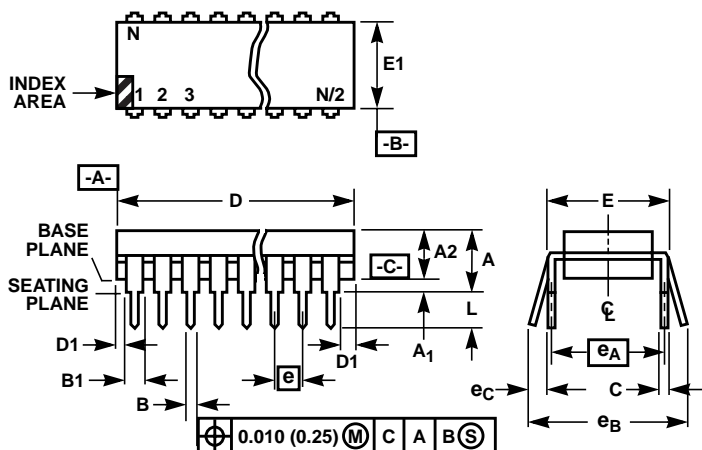 N
E1
INDEX
AREA
1 2 3 N/2
-B-
-A-
D
E
BASE
PLANE
A2
A
-C-
SEATING
PLANE
L
C L
D1
A1
D1
eA
B1
e
eC
C
B
eB
0.010 (0.25) M C A B S